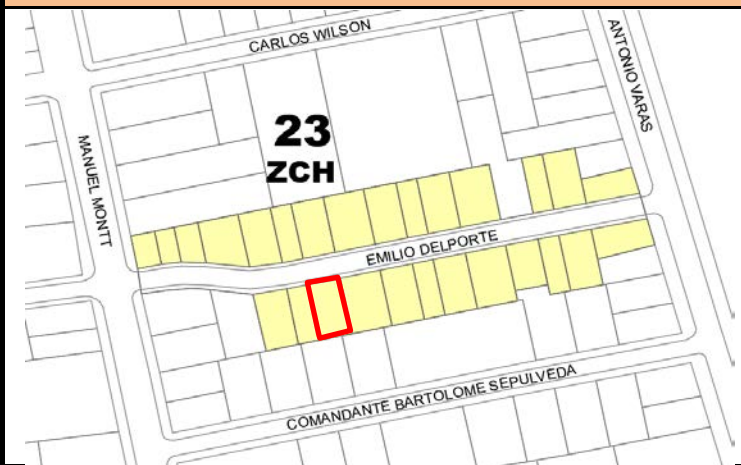 CARLOS WILSON
ANTONIO VARAS
23
ZCH
MANUEL MONTT
EMILIO DELPORTE
COMANDANTE BARTOLOME SEPULVEDA